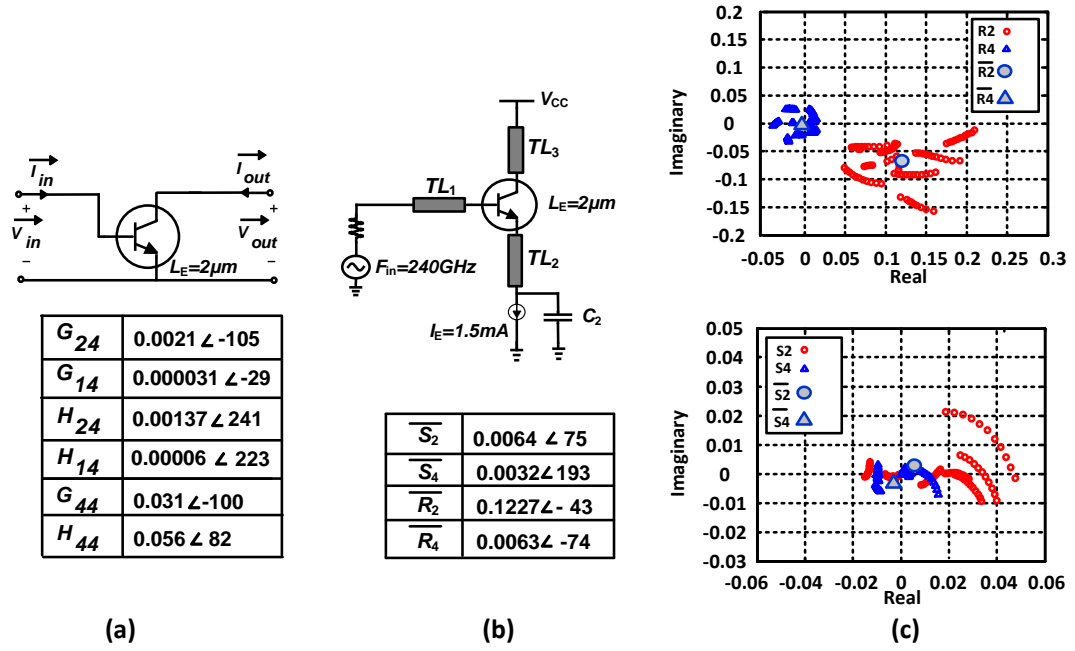 I_in
V_in
+
−
I_out
V_out
+
−
L_E=2μm
G_24 0.0021 ∠ -105
G_14 0.000031 ∠-29
H_24 0.00137 ∠ 241
H_14 0.00006 ∠ 223
G_44 0.031 ∠-100
H_44 0.056 ∠ 82
(a)
V_CC
TL_3
TL_1
L_E=2μm
TL_2
F_in=240GHz
I_E=1.5mA
C_2
S̅2̅ 0.0064 ∠ 75
S̅4̅ 0.0032∠ 193
R̅2̅ 0.1227∠- 43
R̅4̅ 0.0063∠ -74
(b)
0.2
0.15
0.1
0.05
0
-0.05
-0.1
-0.15
-0.2
Imaginary
R2
R4
R̅2̅
R̅4̅
-0.05 0 0.05 0.1 0.15 0.2 0.25 0.3
Real
0.05
0.04
0.03
0.02
0.01
0
-0.01
-0.02
-0.03
Imaginary
S2
S4
S̅2̅
S̅4̅
-0.06 -0.04 -0.02 0 0.02 0.04 0.06
Real
(c)